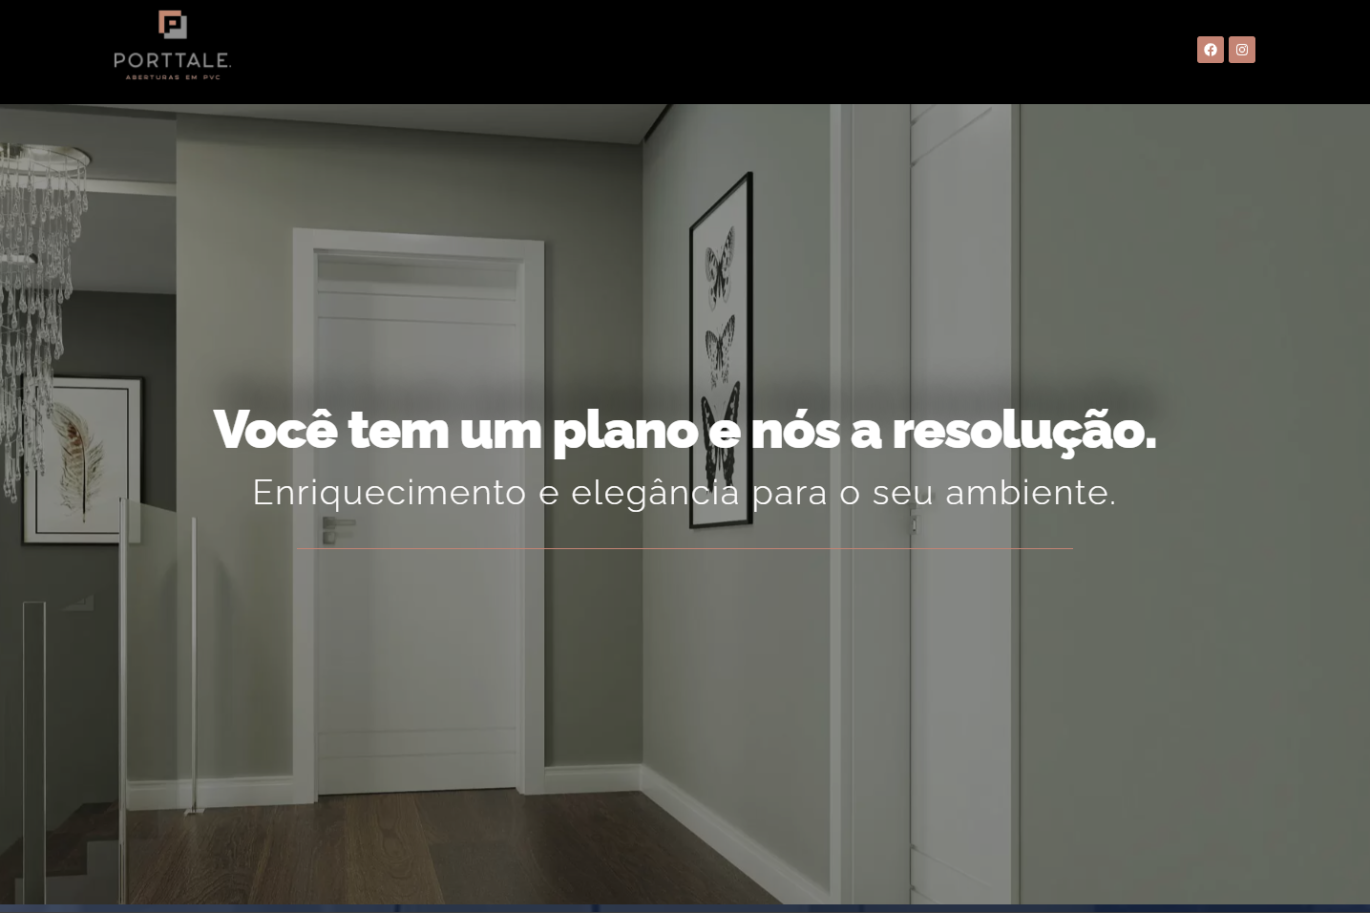 PORTTALE.
ABERTURAS EM PVC
Você tem um plano e nós a resolução.
Enriquecimento e elegância para o seu ambiente.